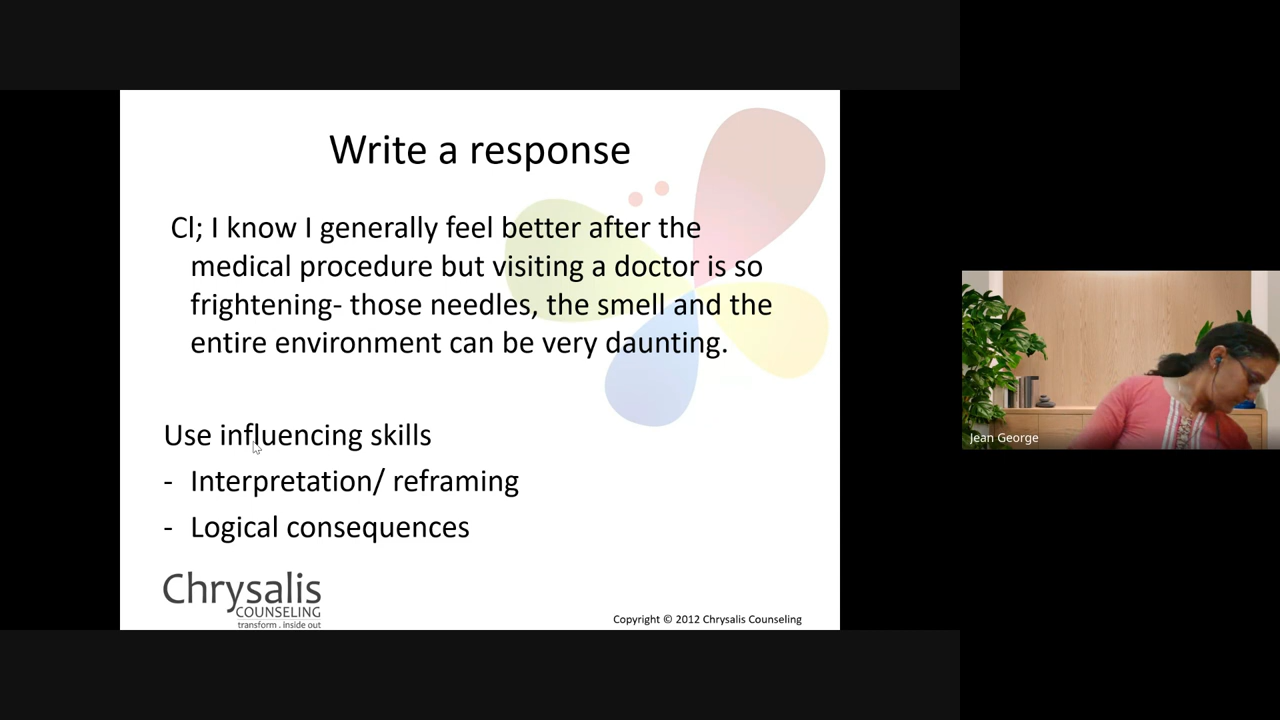 Write a response
Cl; I know I generally feel better after the
medical procedure but visiting a doctor is so
frightening- those needles, the smell and the
entire environment can be very daunting.
Use influencing skills
- Interpretation/ reframing
- Logical consequences
Chrysalis
COUNSELING
transform . inside out
Copyright © 2012 Chrysalis Counseling
Jean George